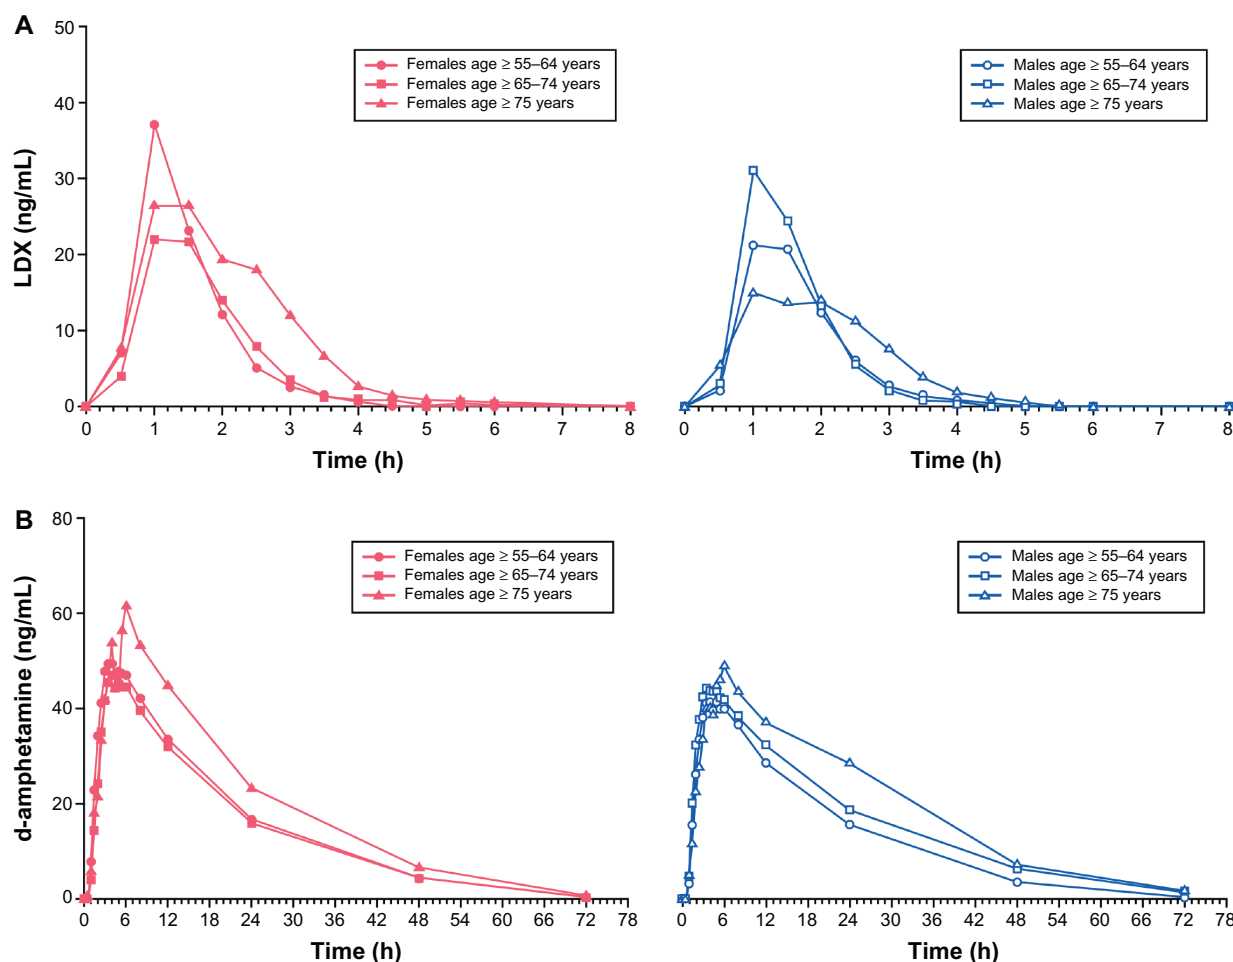 A
50
40
30
20
10
0
LDX (ng/mL)
Females age ≥ 55–64 years
Females age ≥ 65–74 years
Females age ≥ 75 years
0 1 2 3 4 5 6 7 8
Time (h)
Males age ≥ 55–64 years
Males age ≥ 65–74 years
Males age ≥ 75 years
0 1 2 3 4 5 6 7 8
Time (h)
B
80
60
40
20
0
d-amphetamine (ng/mL)
Females age ≥ 55–64 years
Females age ≥ 65–74 years
Females age ≥ 75 years
0 6 12 18 24 30 36 42 48 54 60 66 72 78
Time (h)
Males age ≥ 55–64 years
Males age ≥ 65–74 years
Males age ≥ 75 years
0 6 12 18 24 30 36 42 48 54 60 66 72 78
Time (h)